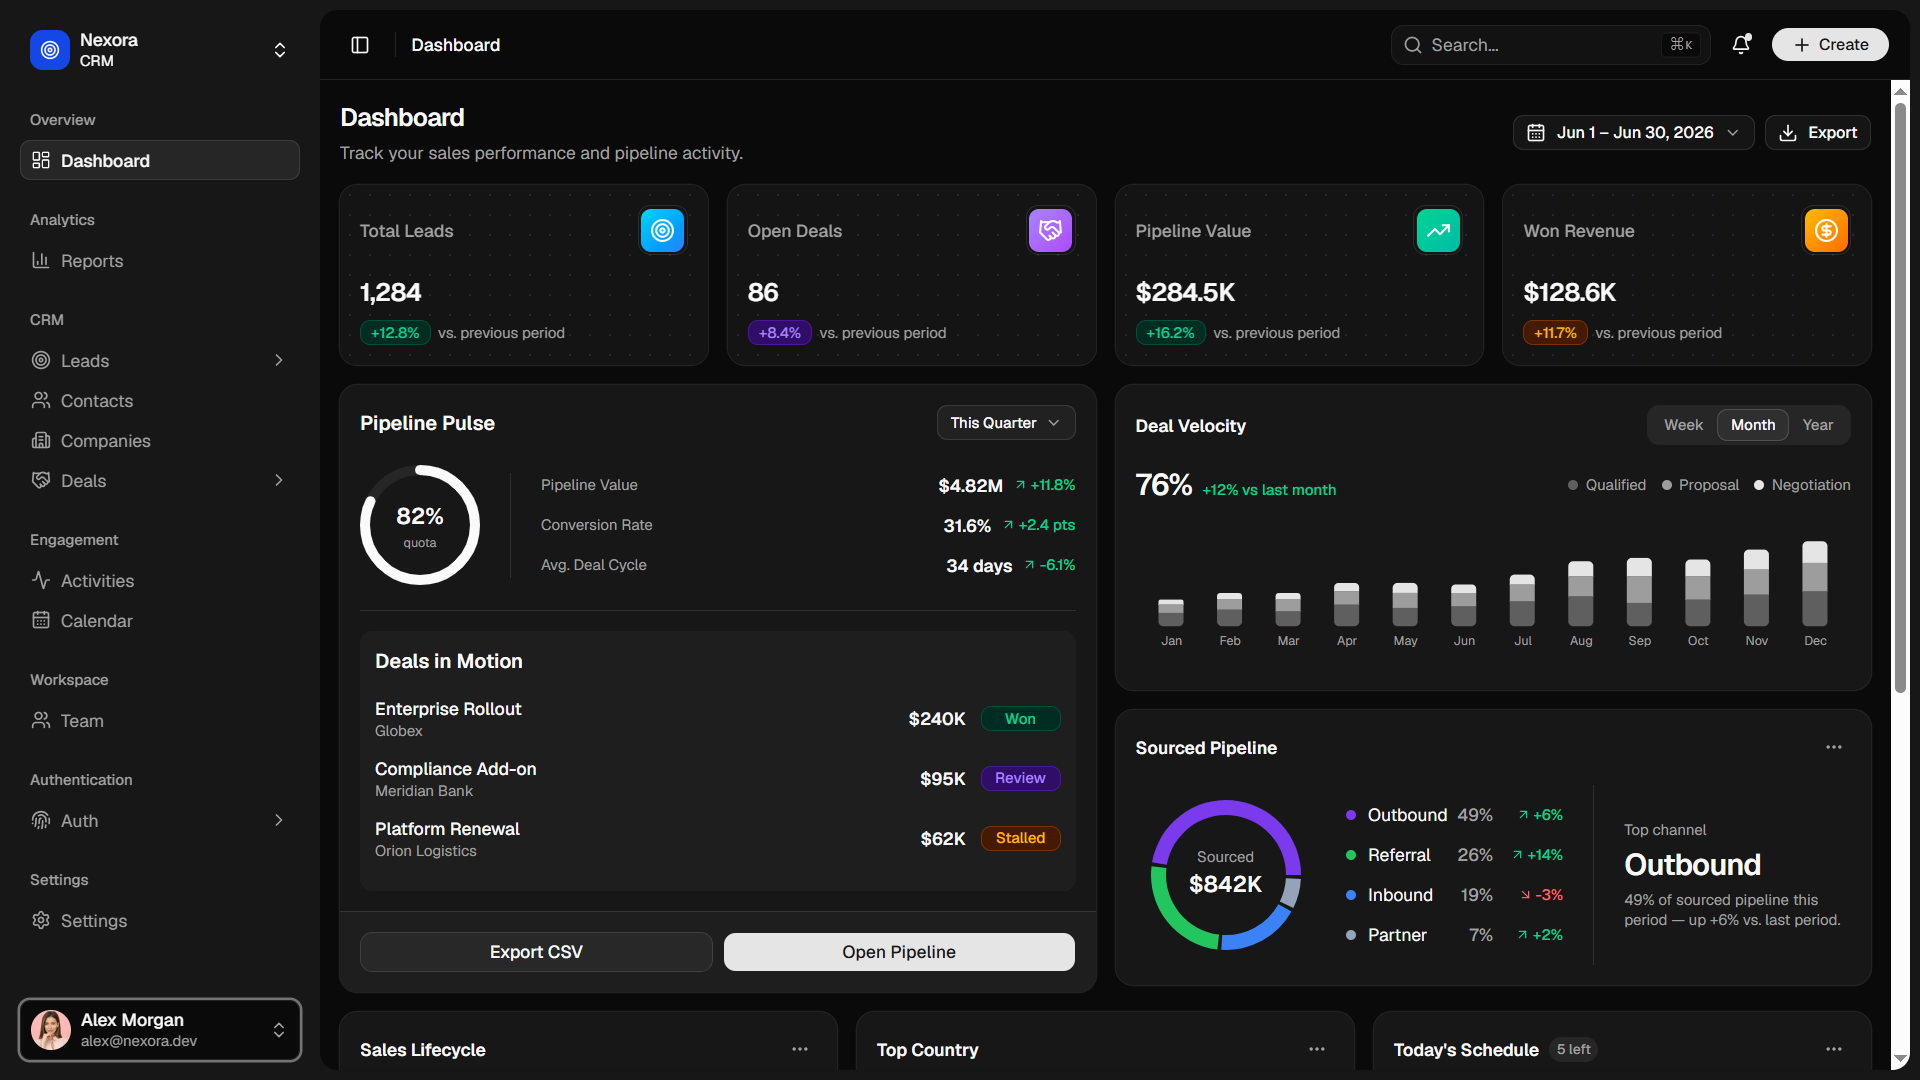 Nexora
CRM
Overview
Dashboard
Analytics
Reports
CRM
Leads
Contacts
Companies
Deals
Engagement
Activities
Calendar
Workspace
Team
Authentication
Auth
Settings
Settings
Alex Morgan
alex@nexora.dev
Dashboard
Search...
⌘K
Create
Dashboard
Track your sales performance and pipeline activity.
Jun 1 – Jun 30, 2026
Export
Total Leads
1,284
+12.8% vs. previous period
Open Deals
86
+8.4% vs. previous period
Pipeline Value
$284.5K
+16.2% vs. previous period
Won Revenue
$128.6K
+11.7% vs. previous period
Pipeline Pulse
This Quarter
82%
quota
Pipeline Value $4.82M +11.8%
Conversion Rate 31.6% +2.4 pts
Avg. Deal Cycle 34 days -6.1%
Deals in Motion
Enterprise Rollout
Globex
$240K Won
Compliance Add-on
Meridian Bank
$95K Review
Platform Renewal
Orion Logistics
$62K Stalled
Export CSV
Open Pipeline
Deal Velocity
Week Month Year
76% +12% vs last month
Qualified Proposal Negotiation
Jan Feb Mar Apr May Jun Jul Aug Sep Oct Nov Dec
Sourced Pipeline
Sourced
$842K
Outbound 49% +6%
Referral 26% +14%
Inbound 19% -3%
Partner 7% +2%
Top channel
Outbound
49% of sourced pipeline this
period — up +6% vs. last period.
Sales Lifecycle
Top Country
Today's Schedule 5 left